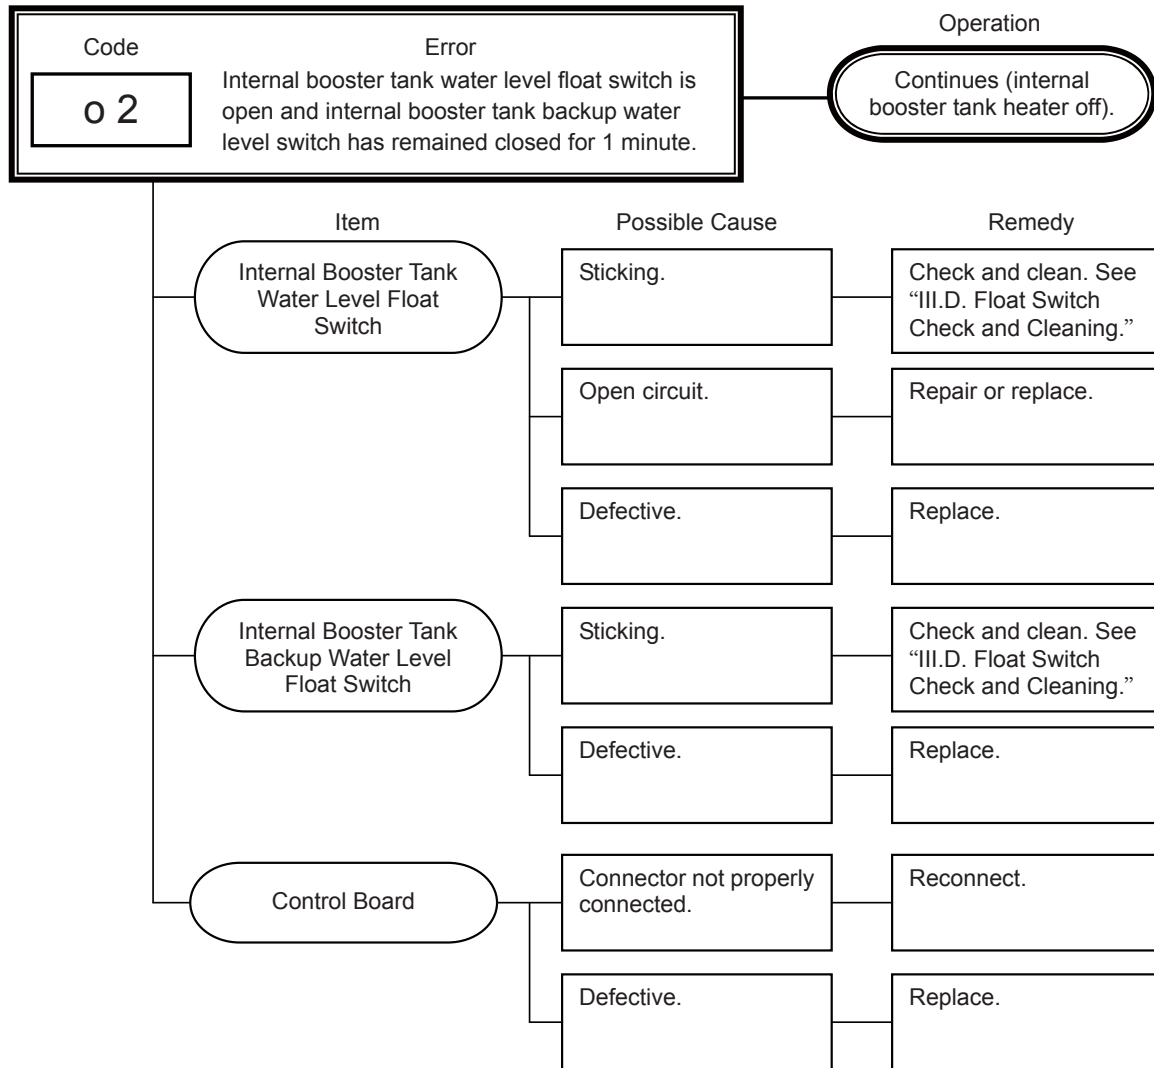 Code
Error
Operation
o 2
Internal booster tank water level float switch is
open and internal booster tank backup water
level switch has remained closed for 1 minute.
Continues (internal
booster tank heater off).
Item
Possible Cause
Remedy
Internal Booster Tank
Water Level Float
Switch
Sticking.
Check and clean. See
“III.D. Float Switch
Check and Cleaning.”
Open circuit.
Repair or replace.
Defective.
Replace.
Internal Booster Tank
Backup Water Level
Float Switch
Sticking.
Check and clean. See
“III.D. Float Switch
Check and Cleaning.”
Defective.
Replace.
Control Board
Connector not properly
connected.
Reconnect.
Defective.
Replace.